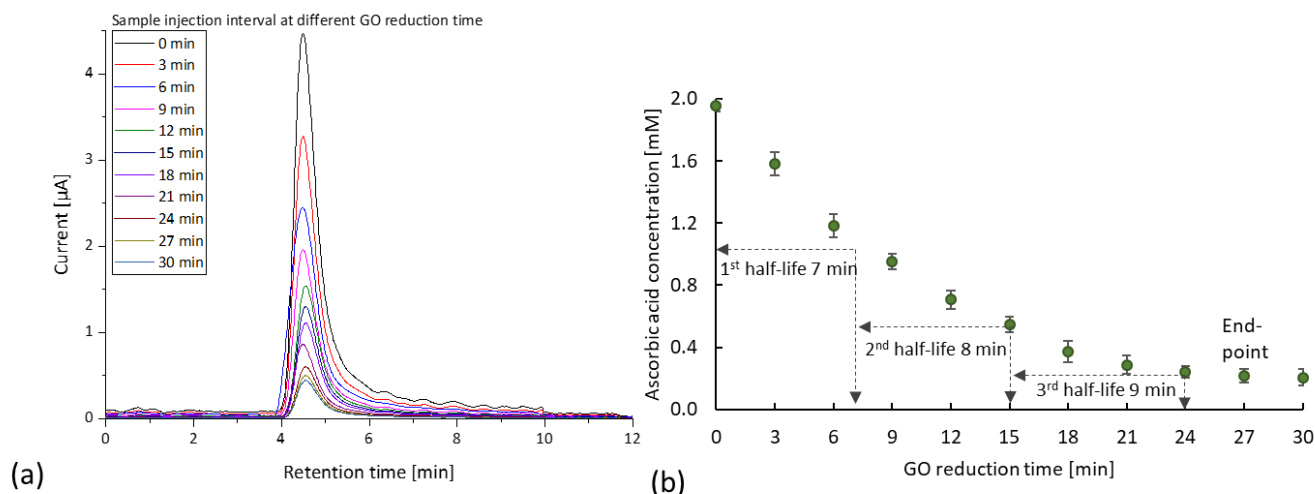 Sample injection interval at different GO reduction time
0 min
3 min
6 min
9 min
12 min
15 min
18 min
21 min
24 min
27 min
30 min
4
3
2
1
0
Current [µA]
0 2 4 6 8 10 12
Retention time [min]
(a)
2.0
1.6
1.2
0.8
0.4
0.0
Ascorbic acid concentration [mM]
1st half-life 7 min
2nd half-life 8 min
3rd half-life 9 min
End-
point
0 3 6 9 12 15 18 21 24 27 30
GO reduction time [min]
(b)